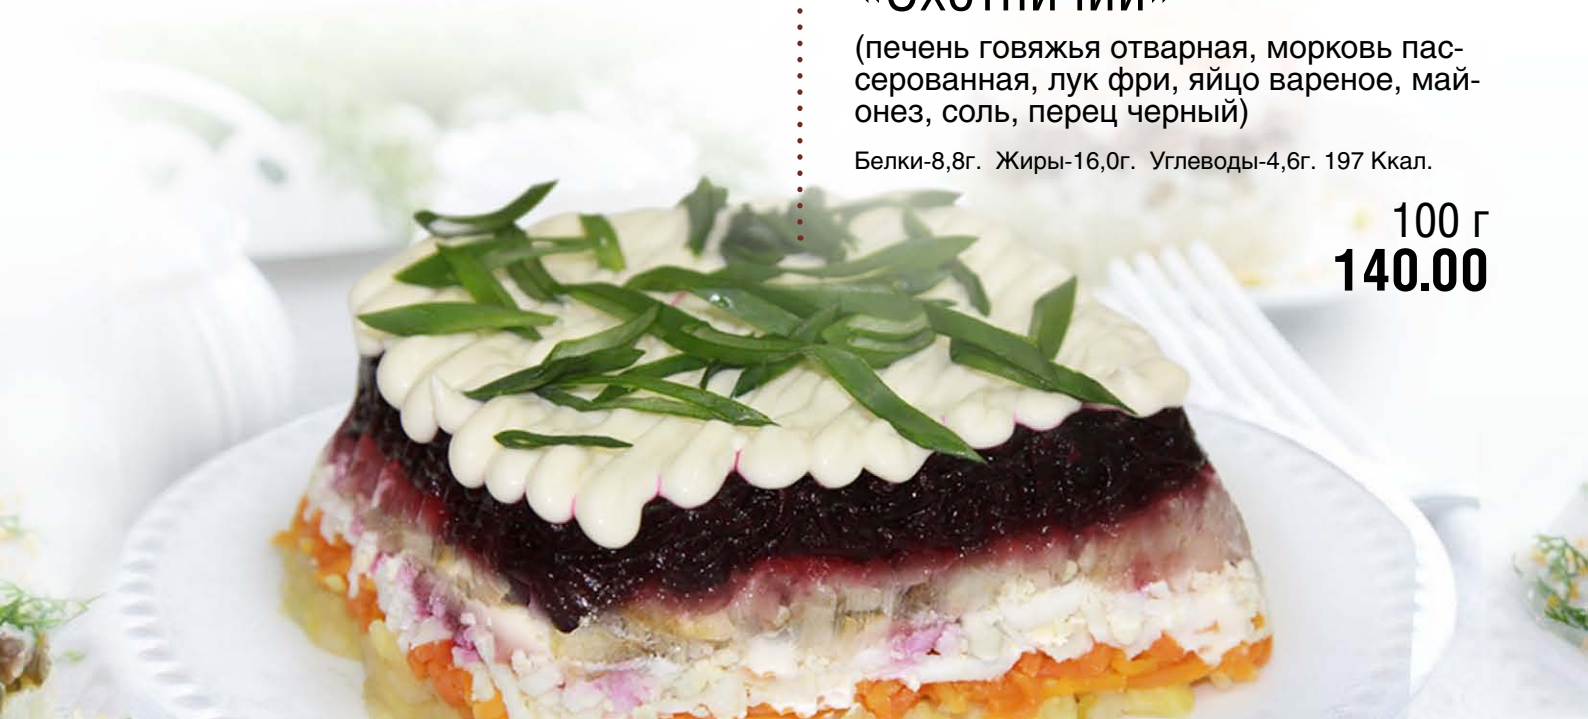 «ОХОТНИЧИЙ»
(печень говяжья отварная, морковь пас-
серованная, лук фри, яйцо вареное, май-
онез, соль, перец черный)
Белки-8,8г. Жиры-16,0г. Углеводы-4,6г. 197 Ккал.
100 г
140.00